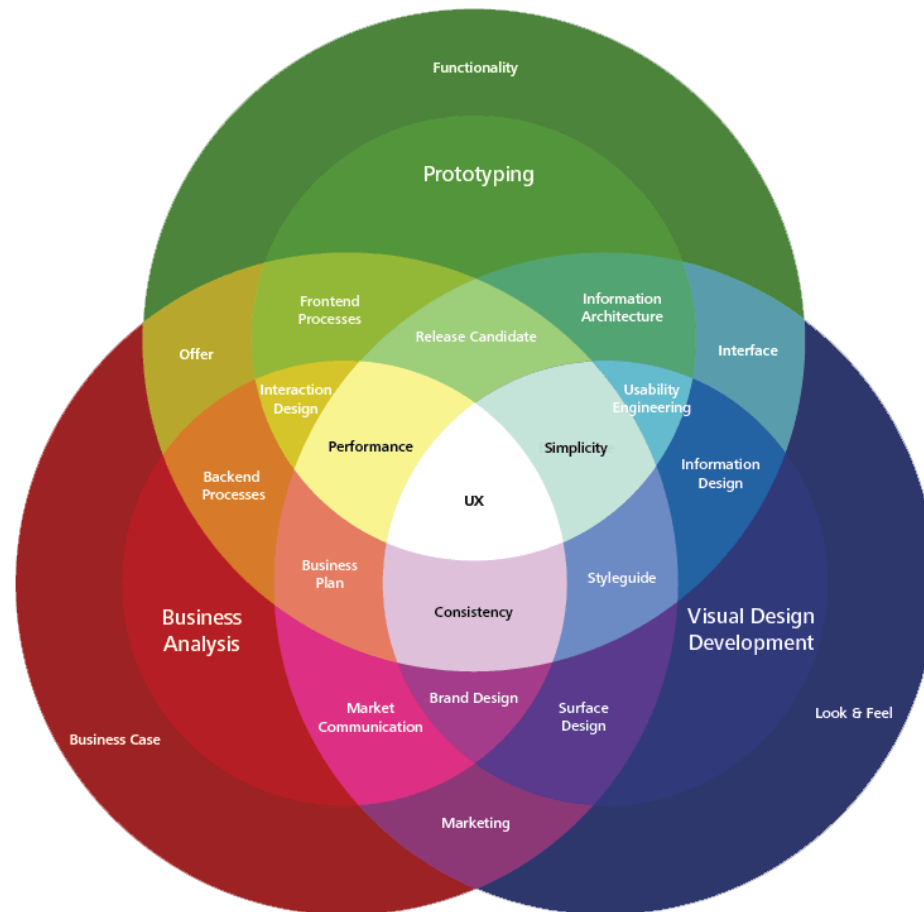 Functionality
Prototyping
Frontend
Processes
Information
Architecture
Release Candidate
Offer
Interface
Interaction
Design
Usability
Engineering
Performance
Simplicity
Backend
Processes
Information
Design
UX
Business
Plan
Styleguide
Consistency
Business
Analysis
Visual Design
Development
Brand Design
Market
Communication
Surface
Design
Look & Feel
Business Case
Marketing